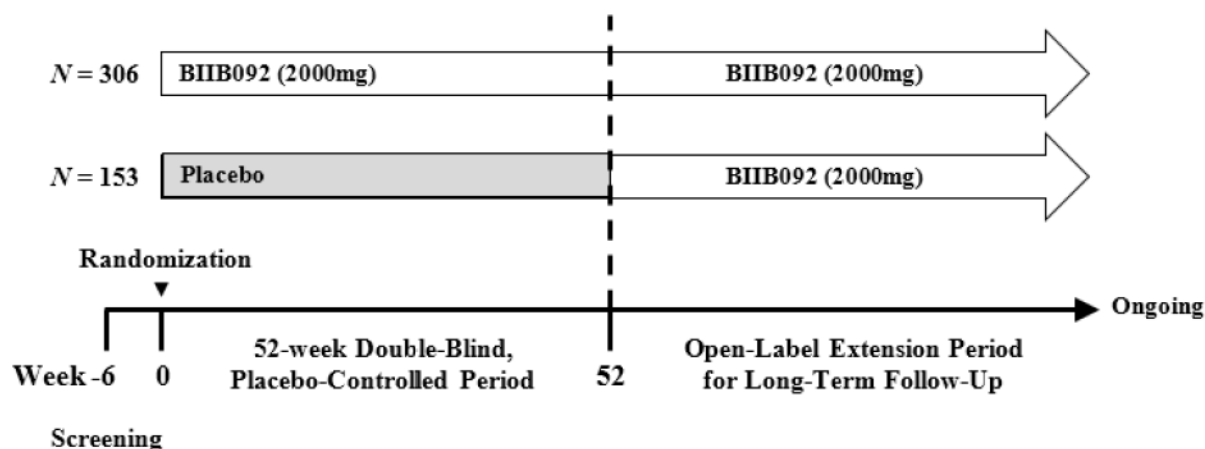 N = 306
BIIB092 (2000mg)
BIIB092 (2000mg)
N = 153
Placebo
BIIB092 (2000mg)
Randomization
Ongoing
52-week Double-Blind,
Placebo-Controlled Period
Open-Label Extension Period
for Long-Term Follow-Up
Week -6
0
52
Screening